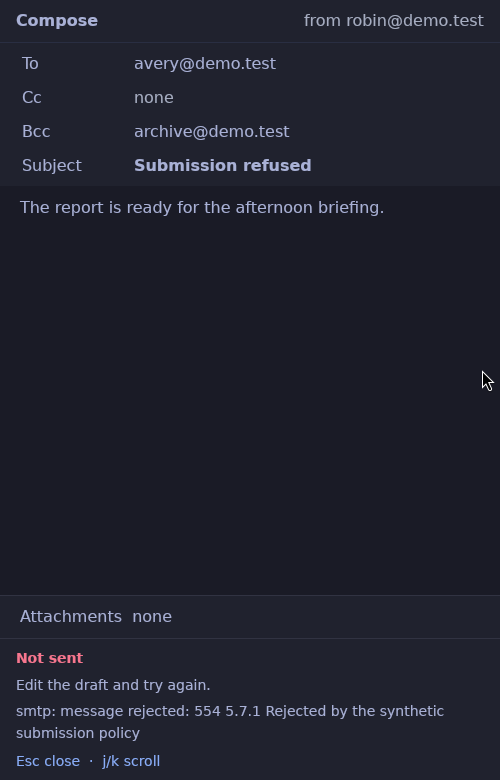 Compose from robin@demo.test
To avery@demo.test
Cc none
Bcc archive@demo.test
Subject Submission refused
The report is ready for the afternoon briefing.
Attachments none
Not sent
Edit the draft and try again.
smtp: message rejected: 554 5.7.1 Rejected by the synthetic
submission policy
Esc close · j/k scroll